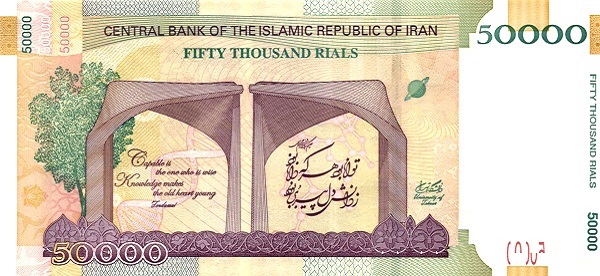 50000
50000
50000
CENTRAL BANK OF THE ISLAMIC REPUBLIC OF IRAN
50000
FIFTY THOUSAND RIALS
Capable is
the one who is wise
Knowledge makes
the old heart young
Ferdowsi
توانا بود هر که دانا بود
ز دانش دل پیر برنا بود
University of
Tehran
FIFTY THOUSAND RIALS
50000
50000